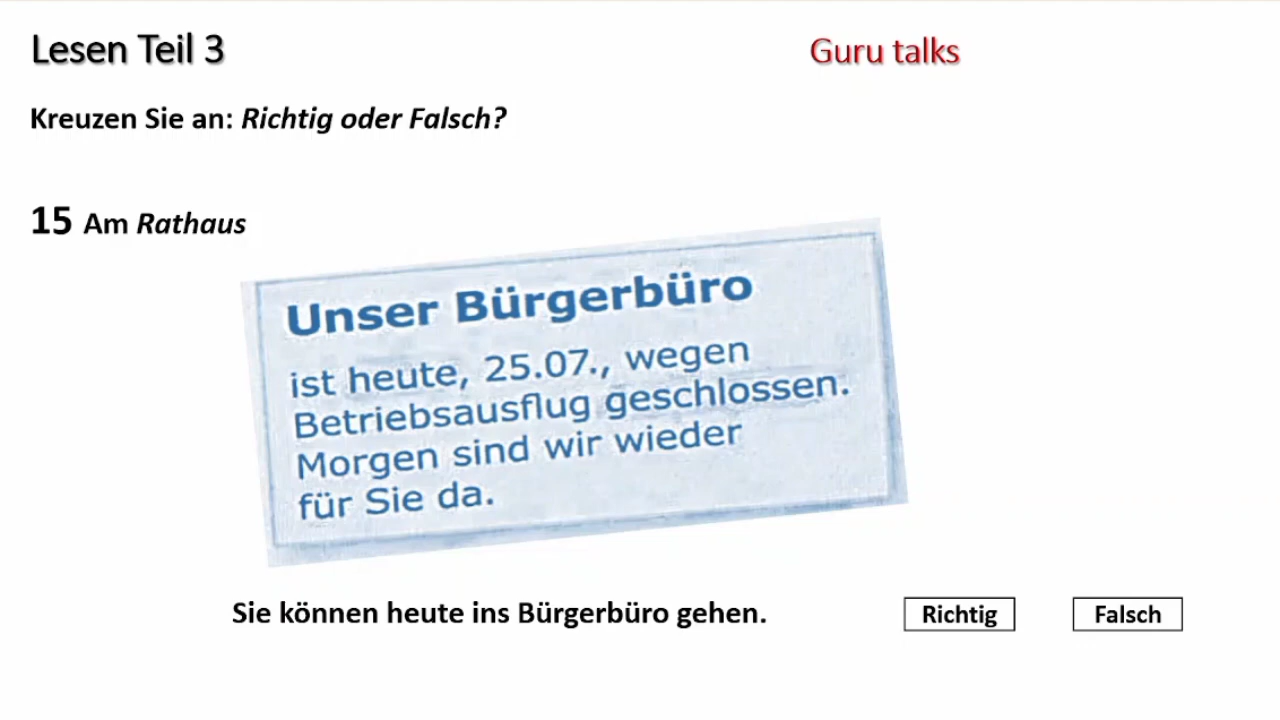 Lesen Teil 3
Guru talks
Kreuzen Sie an: Richtig oder Falsch?
15 Am Rathaus
Unser Bürgerbüro
ist heute, 25.07., wegen
Betriebsausflug geschlossen.
Morgen sind wir wieder
für Sie da.
Sie können heute ins Bürgerbüro gehen.
Richtig
Falsch